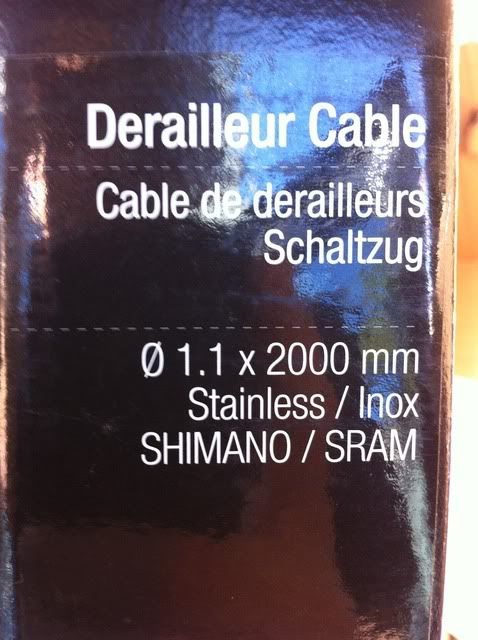 Derailleur Cable
Cable de derailleurs
Schaltzug
Ø 1.1 x 2000 mm
Stainless / Inox
SHIMANO / SRAM